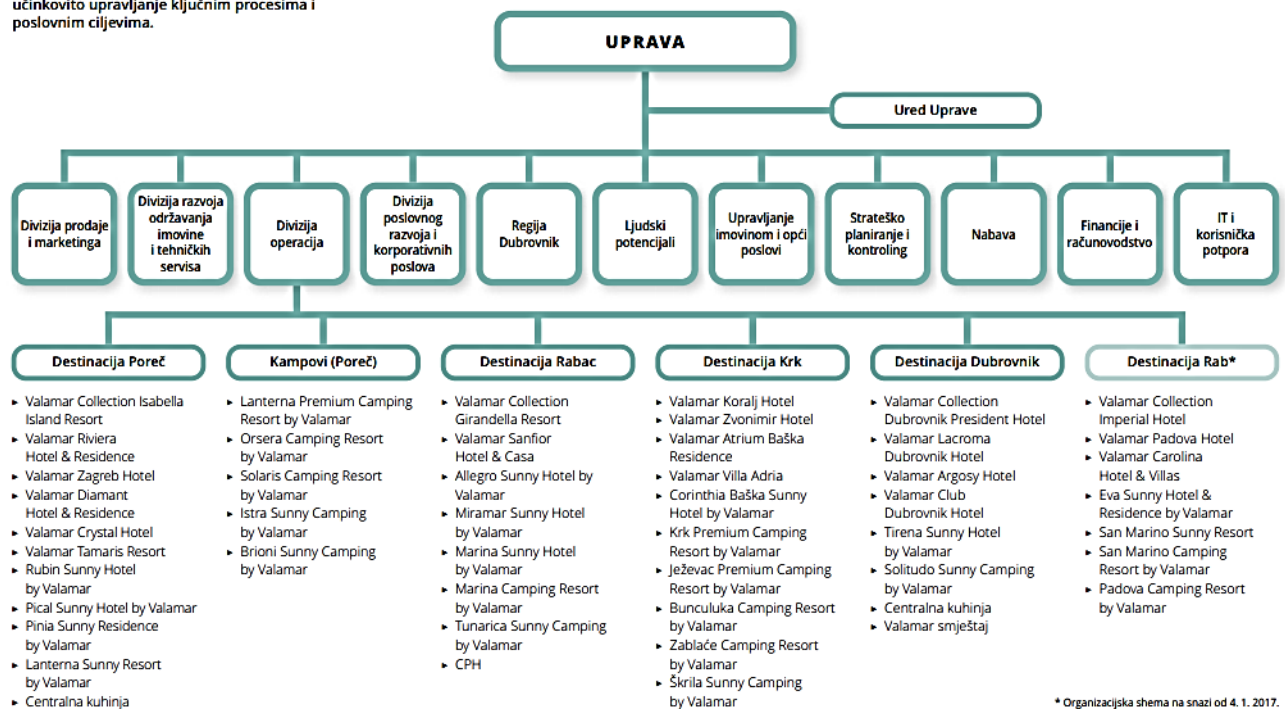 učinkovito upravljanje ključnim procesima i
poslovnim ciljevima.
UPRAVA
Ured Uprave
Divizija prodaje
i marketinga
Divizija razvoja
održavanja
imovine
i tehničkih
servisa
Divizija
operacija
Divizija
poslovnog
razvoja i
korporativnih
poslova
Regija
Dubrovnik
Ljudski
potencijali
Upravljanje
imovinom i opći
poslovi
Strateško
planiranje i
kontroling
Nabava
Financije i
računovodstvo
IT i
korisnička
potpora
Destinacija Poreč
▸ Valamar Collection Isabella
Island Resort
▸ Valamar Riviera
Hotel & Residence
▸ Valamar Zagreb Hotel
▸ Valamar Diamant
Hotel & Residence
▸ Valamar Crystal Hotel
▸ Valamar Tamaris Resort
▸ Rubin Sunny Hotel
by Valamar
▸ Pical Sunny Hotel by Valamar
▸ Pinia Sunny Residence
by Valamar
▸ Lanterna Sunny Resort
by Valamar
▸ Centralna kuhinja
Kampovi (Poreč)
▸ Lanterna Premium Camping
Resort by Valamar
▸ Orsera Camping Resort
by Valamar
▸ Solaris Camping Resort
by Valamar
▸ Istra Sunny Camping
by Valamar
▸ Brioni Sunny Camping
by Valamar
Destinacija Rabac
▸ Valamar Collection
Girandella Resort
▸ Valamar Sanfior
Hotel & Casa
▸ Allegro Sunny Hotel by
Valamar
▸ Miramar Sunny Hotel
by Valamar
▸ Marina Sunny Hotel
by Valamar
▸ Marina Camping Resort
by Valamar
▸ Tunarica Sunny Camping
by Valamar
▸ CPH
Destinacija Krk
▸ Valamar Koralj Hotel
▸ Valamar Zvonimir Hotel
▸ Valamar Atrium Baška
Residence
▸ Valamar Villa Adria
▸ Corinthia Baška Sunny
Hotel by Valamar
▸ Krk Premium Camping
Resort by Valamar
▸ Ježevac Premium Camping
Resort by Valamar
▸ Bunculuka Camping Resort
by Valamar
▸ Zablaće Camping Resort
by Valamar
▸ Škrila Sunny Camping
by Valamar
Destinacija Dubrovnik
▸ Valamar Collection
Dubrovnik President Hotel
▸ Valamar Lacroma
Dubrovnik Hotel
▸ Valamar Argosy Hotel
▸ Valamar Club
Dubrovnik Hotel
▸ Tirena Sunny Hotel
by Valamar
▸ Solitudo Sunny Camping
by Valamar
▸ Centralna kuhinja
▸ Valamar smještaj
Destinacija Rab*
▸ Valamar Collection
Imperial Hotel
▸ Valamar Padova Hotel
▸ Valamar Carolina
Hotel & Villas
▸ Eva Sunny Hotel &
Residence by Valamar
▸ San Marino Sunny Resort
▸ San Marino Camping
Resort by Valamar
▸ Padova Camping Resort
by Valamar
* Organizacijska shema na snazi od 4. 1. 2017.